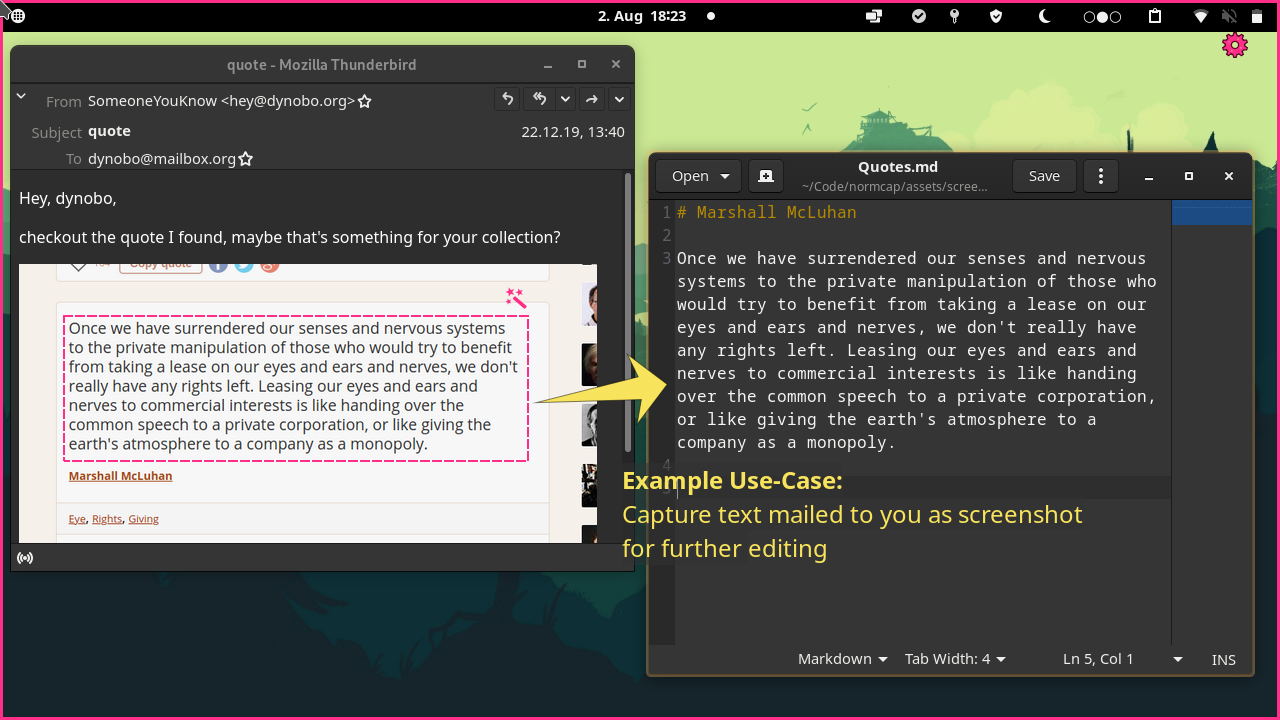 2. Aug 18:23
quote - Mozilla Thunderbird
From SomeoneYouKnow <hey@dynobo.org>
Subject quote
22.12.19, 13:40
To dynobo@mailbox.org
Hey, dynobo,
checkout the quote I found, maybe that's something for your collection?
Copy quote
Once we have surrendered our senses and nervous systems
to the private manipulation of those who would try to benefit
from taking a lease on our eyes and ears and nerves, we don't
really have any rights left. Leasing our eyes and ears and
nerves to commercial interests is like handing over the
common speech to a private corporation, or like giving the
earth's atmosphere to a company as a monopoly.
Marshall McLuhan
Eye, Rights, Giving
Open
Quotes.md
~/Code/normcap/assets/scree...
Save
1 # Marshall McLuhan
2
3 Once we have surrendered our senses and nervous
systems to the private manipulation of those who
would try to benefit from taking a lease on our
eyes and ears and nerves, we don't really have
any rights left. Leasing our eyes and ears and
nerves to commercial interests is like handing
over the common speech to a private corporation,
or like giving the earth's atmosphere to a
company as a monopoly.
4
Example Use-Case:
Capture text mailed to you as screenshot
for further editing
Markdown
Tab Width: 4
Ln 5, Col 1
INS